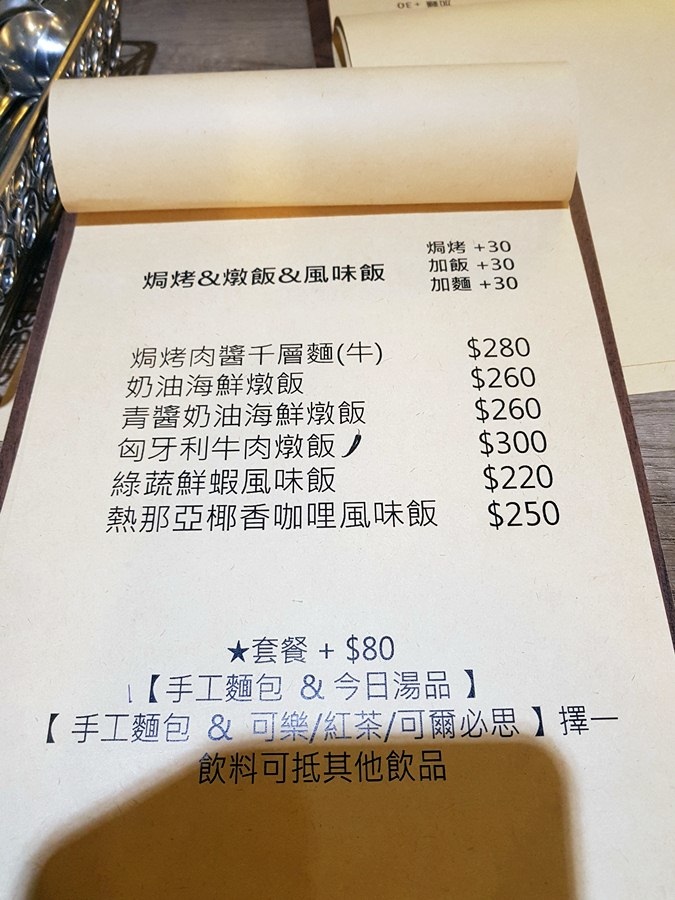 焗烤&燉飯&風味飯
焗烤 +30
加飯 +30
加麵 +30
焗烤肉醬千層麵(牛) $280
奶油海鮮燉飯 $260
青醬奶油海鮮燉飯 $260
匈牙利牛肉燉飯 $300
綠蔬鮮蝦風味飯 $220
熱那亞椰香咖哩風味飯 $250
★套餐 + $80
【手工麵包 & 今日湯品 】
【 手工麵包 & 可樂/紅茶/可爾必思 】擇一
飲料可抵其他飲品